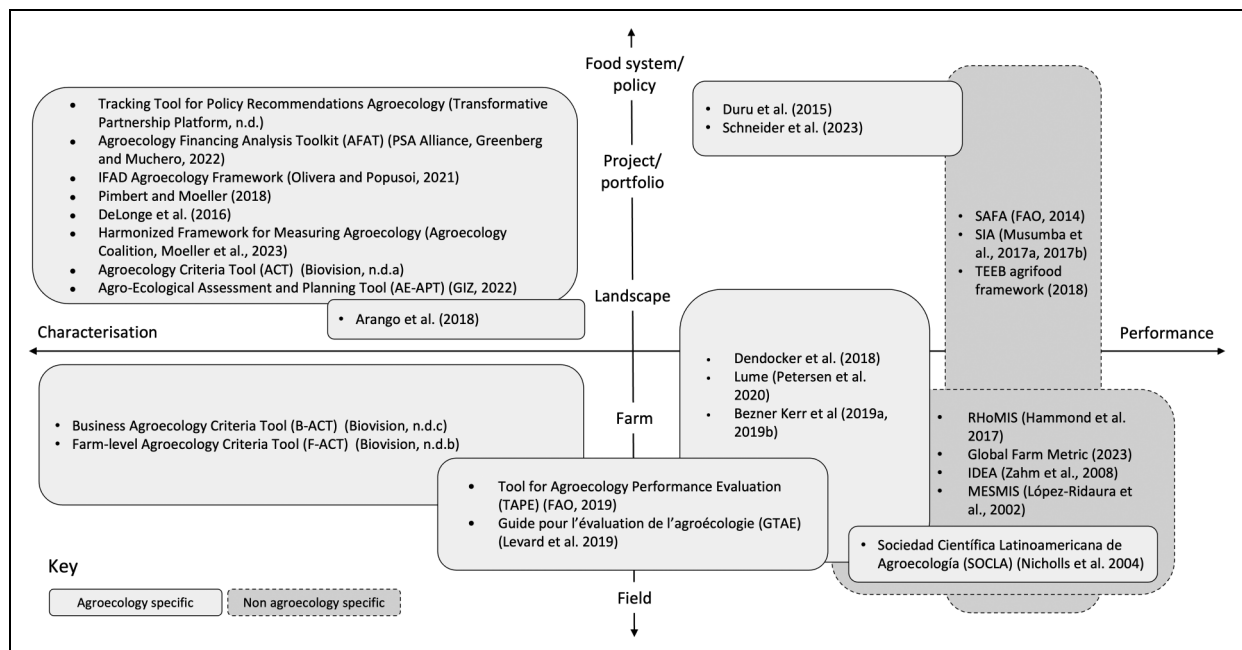 Food system/
policy
Project/
portfolio
Landscape
Farm
Field
Characterisation
Performance
• Tracking Tool for Policy Recommendations Agroecology (Transformative
Partnership Platform, n.d.)
• Agroecology Financing Analysis Toolkit (AFAT) (PSA Alliance, Greenberg
and Muchero, 2022)
• IFAD Agroecology Framework (Olivera and Popusoi, 2021)
• Pimbert and Moeller (2018)
• DeLonge et al. (2016)
• Harmonized Framework for Measuring Agroecology (Agroecology
Coalition, Moeller et al., 2023)
• Agroecology Criteria Tool (ACT) (Biovision, n.d.a)
• Agro-Ecological Assessment and Planning Tool (AE-APT) (GIZ, 2022)
• Arango et al. (2018)
• Duru et al. (2015)
• Schneider et al. (2023)
• SAFA (FAO, 2014)
• SIA (Musumba et
al., 2017a, 2017b)
• TEEB agrifood
framework
(2018)
• Business Agroecology Criteria Tool (B-ACT) (Biovision, n.d.c)
• Farm-level Agroecology Criteria Tool (F-ACT) (Biovision, n.d.b)
• Dendocker et al. (2018)
• Lume (Petersen et al.
2020)
• Bezner Kerr et al (2019a,
2019b)
• RHoMIS (Hammond et al.
2017)
• Global Farm Metric (2023)
• IDEA (Zahm et al., 2008)
• MESMIS (López-Ridaura et
al., 2002)
• Tool for Agroecology Performance Evaluation
(TAPE) (FAO, 2019)
• Guide pour l’évaluation de l’agroécologie (GTAE)
(Levard et al. 2019)
• Sociedad Científica Latinoamericana de
Agroecología (SOCLA) (Nicholls et al. 2004)
Key
Agroecology specific
Non agroecology specific